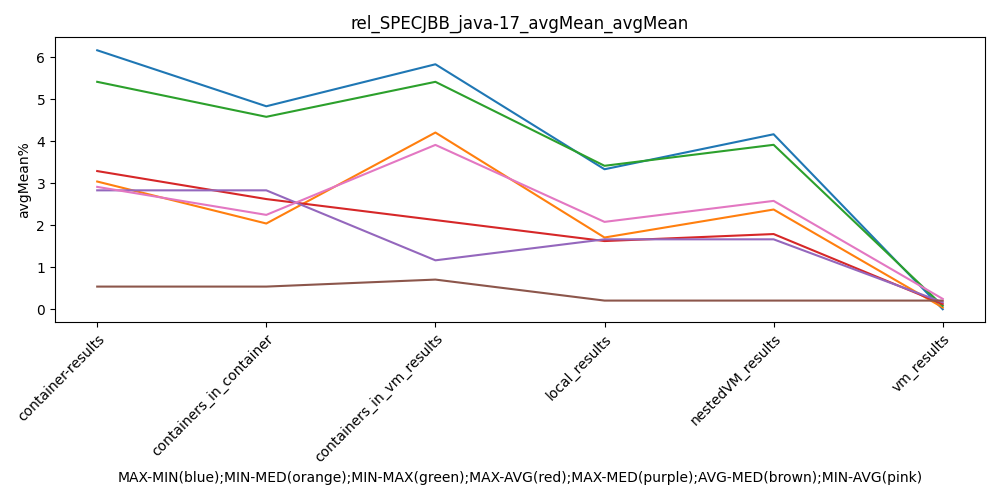 rel_SPECJBB_java-17_avgMean_avgMean
avgMean%
6
5
4
3
2
1
0
container-results
containers_in_container
containers_in_vm_results
local_results
nestedVM_results
vm_results
MAX-MIN(blue);MIN-MED(orange);MIN-MAX(green);MAX-AVG(red);MAX-MED(purple);AVG-MED(brown);MIN-AVG(pink)